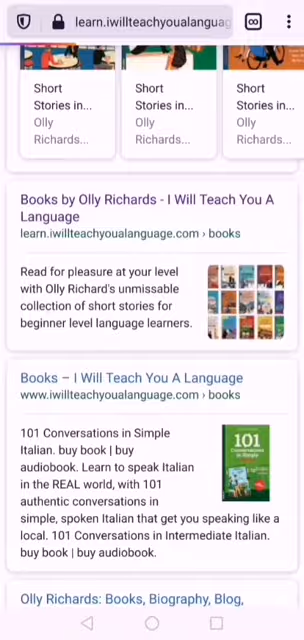 learn.iwillteachyoualanguag
Short
Stories in...
Olly
Richards...
Short
Stories in...
Olly
Richards...
Short
Stories in
Olly
Richards
Books by Olly Richards - I Will Teach You A
Language
learn.iwillteachyoualanguage.com › books
Read for pleasure at your level
with Olly Richard's unmissable
collection of short stories for
beginner level language learners.
Books – I Will Teach You A Language
www.iwillteachyoualanguage.com › books
101 Conversations in Simple
Italian. buy book | buy
audiobook. Learn to speak Italian
in the REAL world, with 101
authentic conversations in
simple, spoken Italian that get you speaking like a
local. 101 Conversations in Intermediate Italian.
buy book | buy audiobook.
101
Conversations
in Simple
Olly Richards: Books, Biography, Blog,